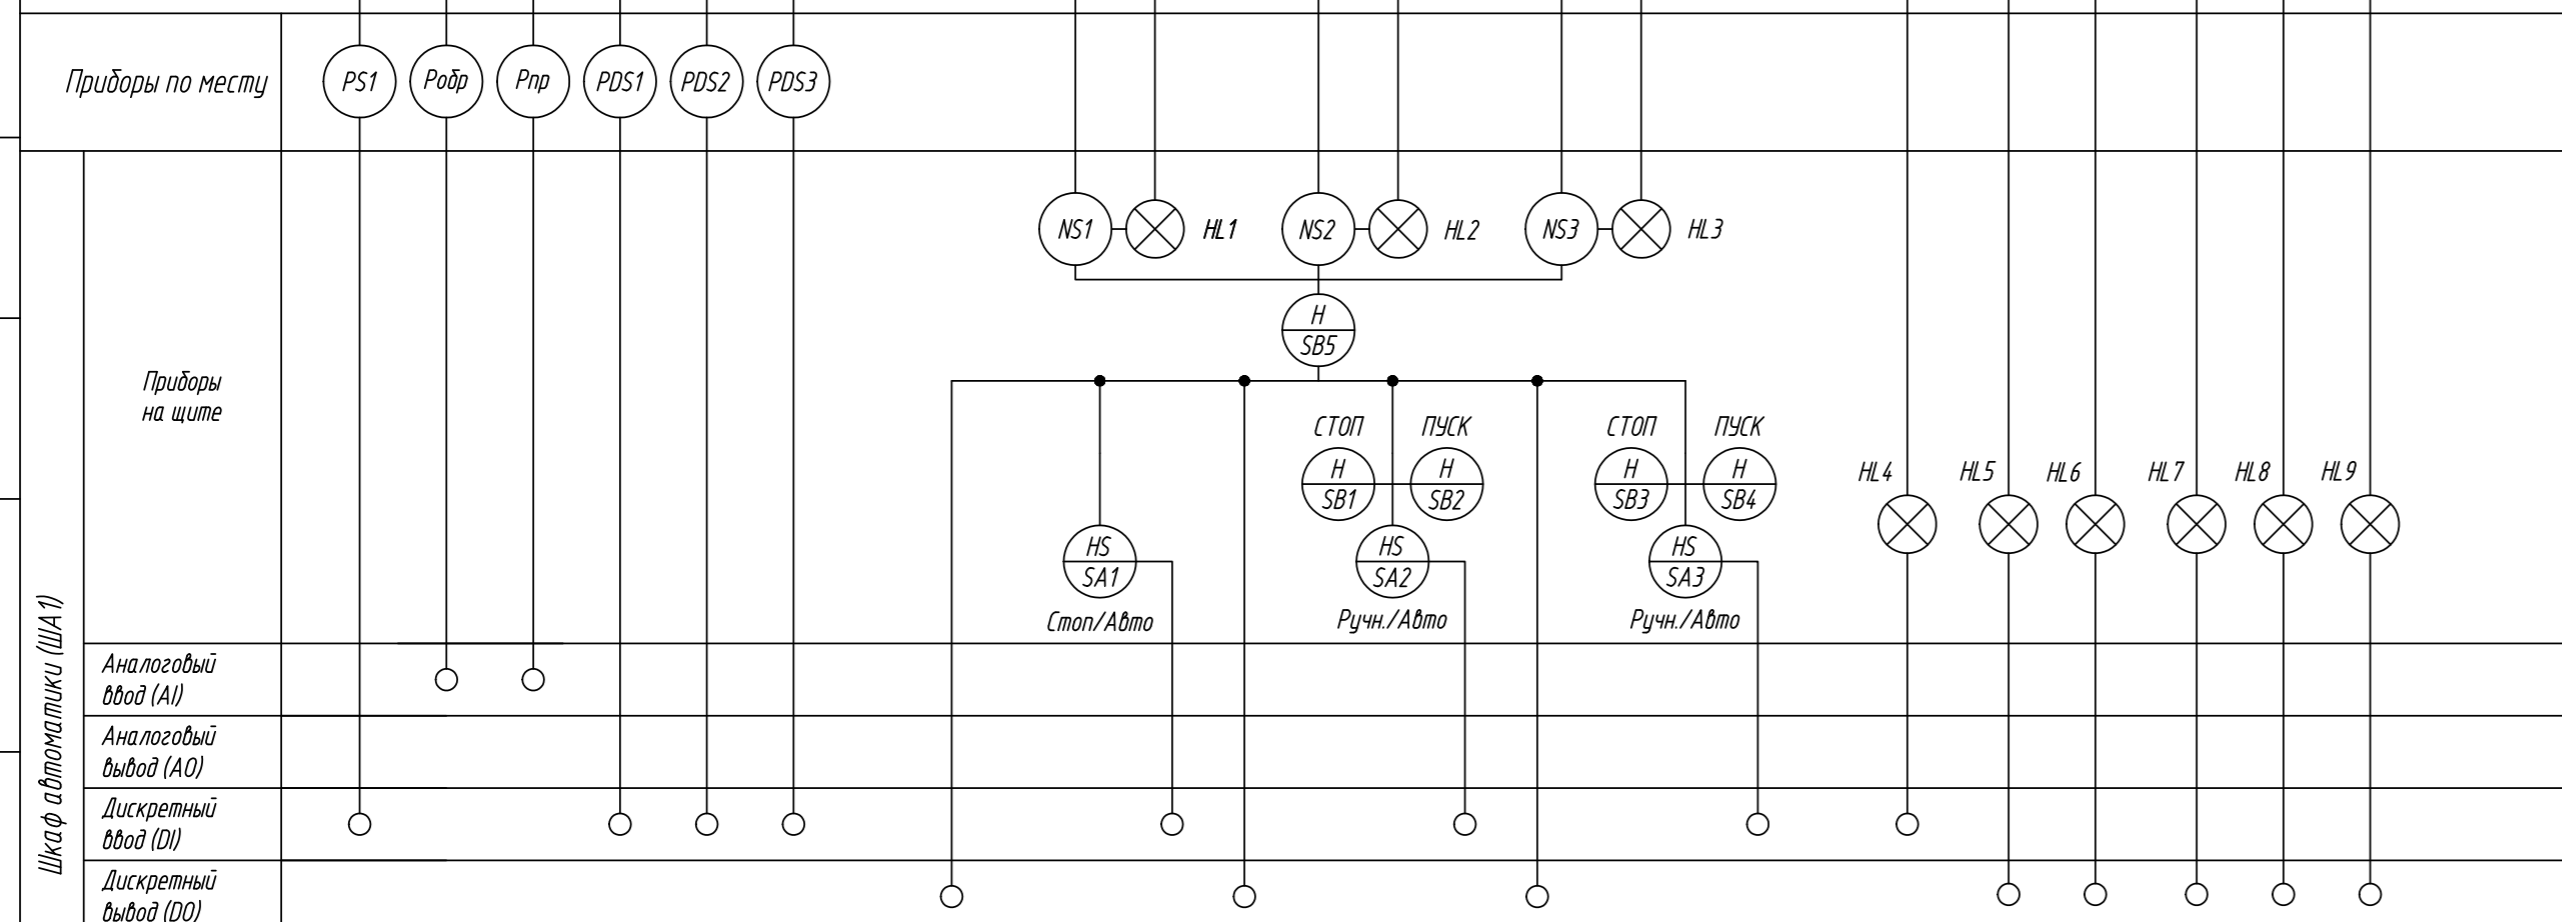 Приборы по месту
PS1 Робр Рпр PDS1 PDS2 PDS3
NS1 HL1 NS2 HL2 NS3 HL3
H
SB5
Приборы
на щите
СТОП ПУСК СТОП ПУСК
H H H H
SB1 SB2 SB3 SB4
HL4 HL5 HL6 HL7 HL8 HL9
HS HS HS
SA1 SA2 SA3
Стоп/Авто Ручн./Авто Ручн./Авто
Шкаф автоматики (ША1)
Аналоговый
ввод (AI)
Аналоговый
вывод (AO)
Дискретный
ввод (DI)
Дискретный
вывод (DO)